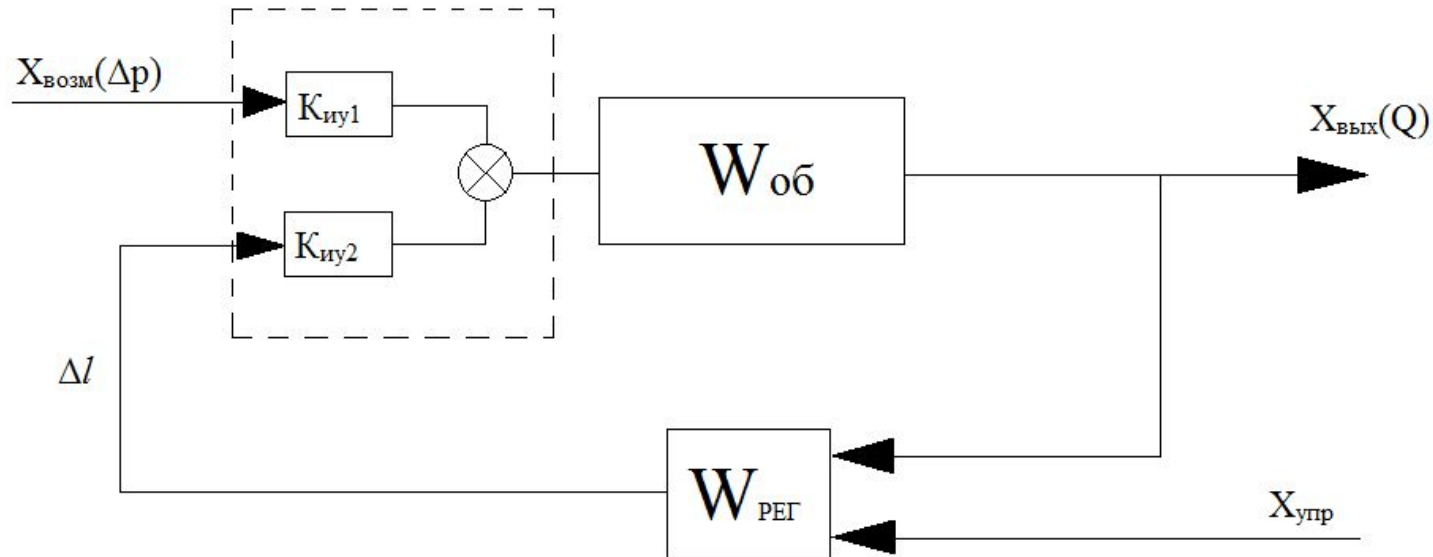 Xвозм(Δp)
Kиу1
Wоб
Xвых(Q)
Kиу2
Δl
WРЕГ
Xупр